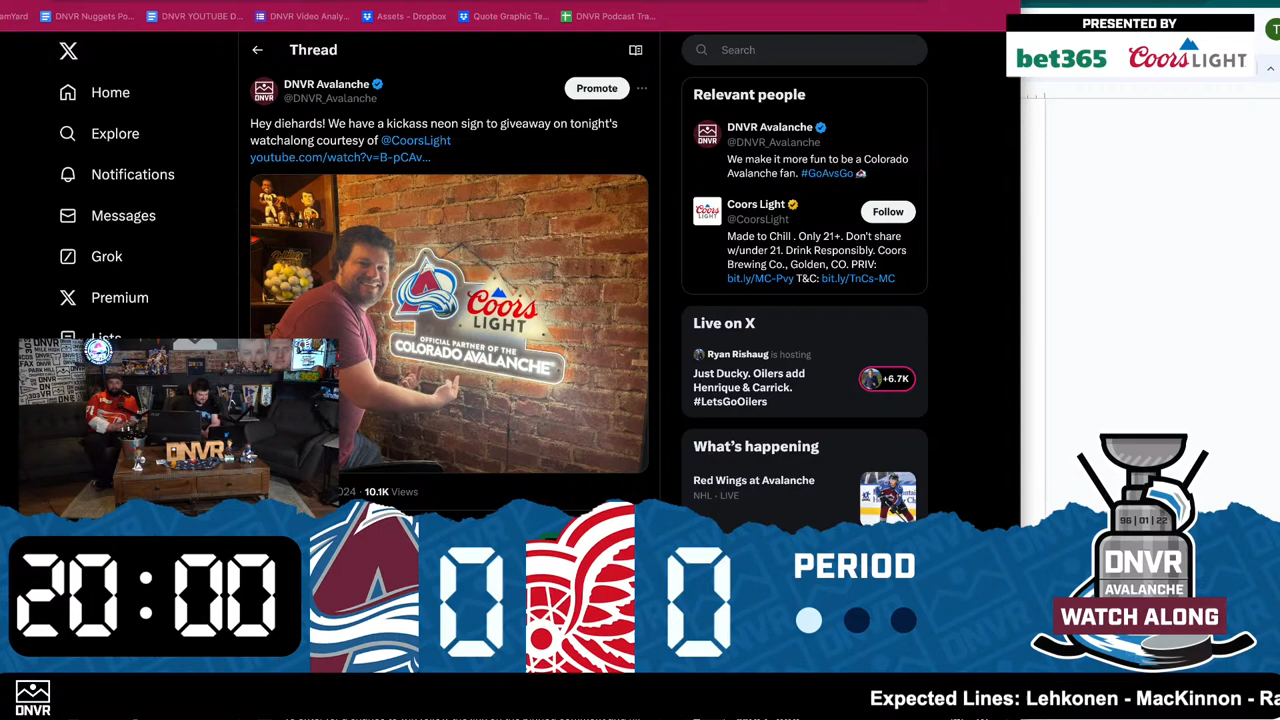 amYard
DNVR Nuggets Po...
DNVR YOUTUBE D...
DNVR Video Analy...
Assets - Dropbox
Quote Graphic Te...
DNVR Podcast Tra...
PRESENTED BY
bet365
Coors LIGHT
Home
Explore
Notifications
Messages
Grok
Premium
Lists
Thread
DNVR Avalanche
@DNVR_Avalanche
Promote
Hey diehards! We have a kickass neon sign to giveaway on tonight's
watchalong courtesy of @CoorsLight
youtube.com/watch?v=B-pCAv...
Coors
LIGHT
OFFICIAL PARTNER OF THE
COLORADO AVALANCHE
2024 · 10.1K Views
Search
Relevant people
DNVR Avalanche
@DNVR_Avalanche
We make it more fun to be a Colorado
Avalanche fan. #GoAvsGo
Coors Light
@CoorsLight
Follow
Made to Chill . Only 21+. Don't share
w/under 21. Drink Responsibly. Coors
Brewing Co., Golden, CO. PRIV:
bit.ly/MC-Pvy T&C: bit.ly/TnCs-MC
Live on X
Ryan Rishaug is hosting
Just Ducky. Oilers add
Henrique & Carrick.
#LetsGoOilers
+6.7K
What's happening
Red Wings at Avalanche
NHL · LIVE
bet365
DNVR
20:00
0
0
PERIOD
96 | 01 | 22
DNVR
AVALANCHE
WATCH ALONG
DNVR
Expected Lines: Lehkonen - MacKinnon - Ra